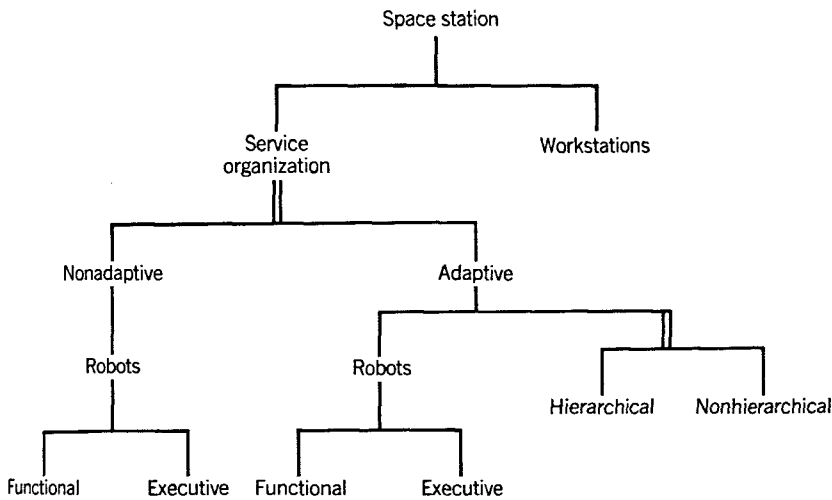 Space station
Service
organization
Workstations
Nonadaptive
Adaptive
Robots
Robots
Hierarchical
Nonhierarchical
Functional
Executive
Functional
Executive